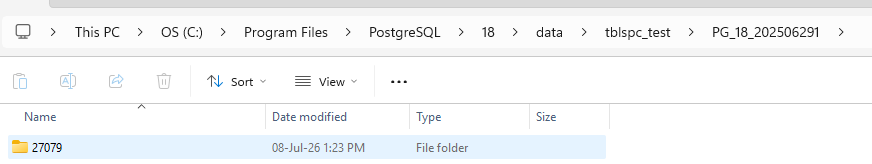 This PC > OS (C:) > Program Files > PostgreSQL > 18 > data > tblspc_test > PG_18_202506291 >
Sort View ...
Name Date modified Type Size
27079 08-Jul-26 1:23 PM File folder